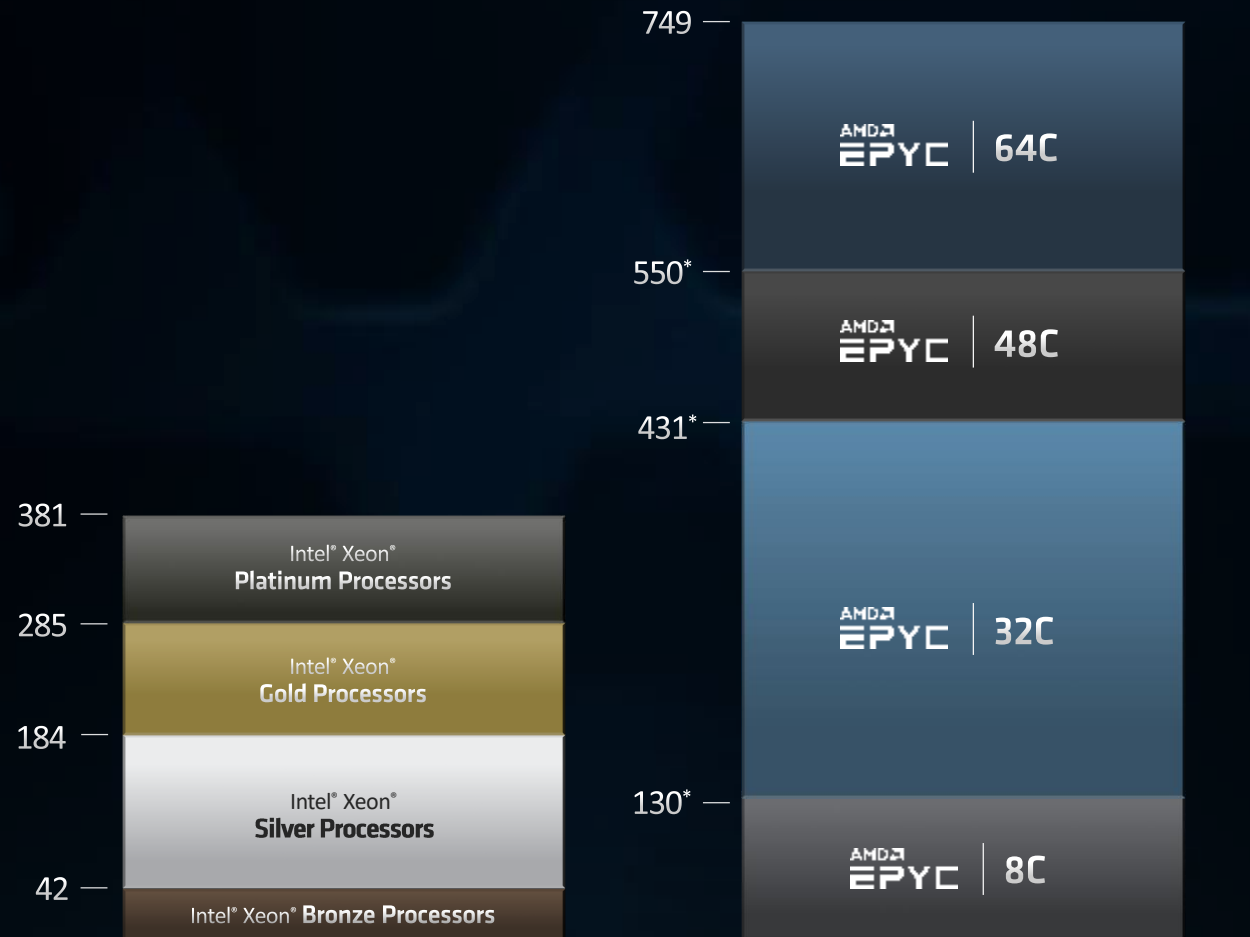 749
AMD
EPYC 64C
550*
AMD
EPYC 48C
431*
381
Intel® Xeon®
Platinum Processors
285
AMD
EPYC 32C
Intel® Xeon®
Gold Processors
184
130*
Intel® Xeon®
Silver Processors
AMD
EPYC 8C
42
Intel® Xeon® Bronze Processors